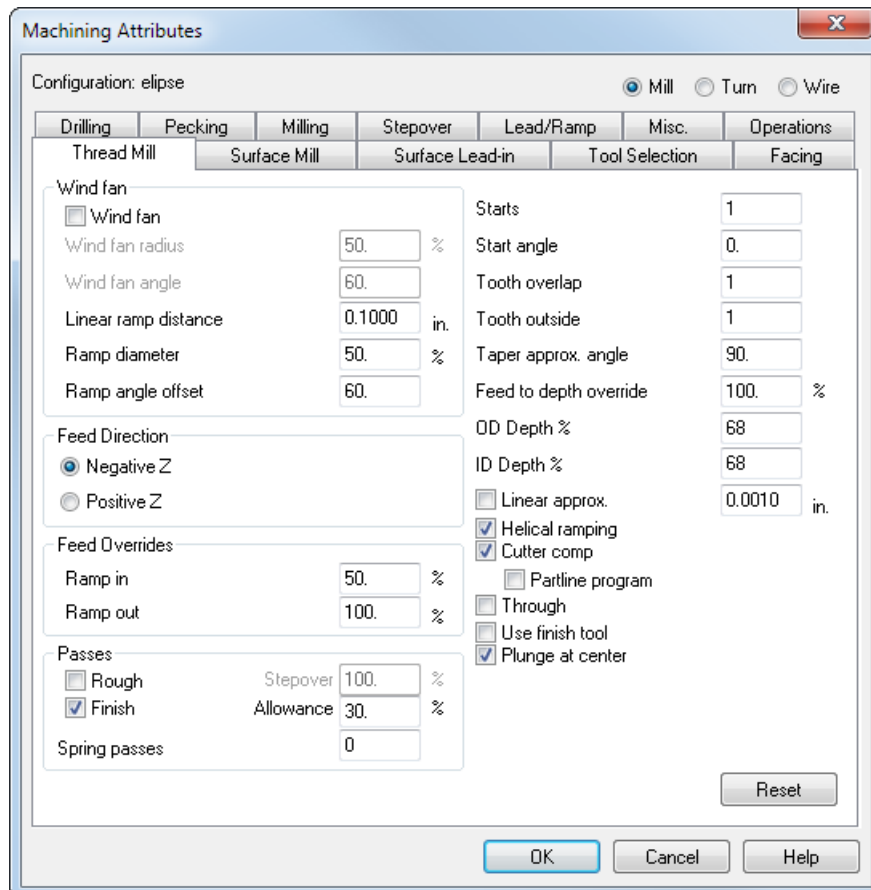 Machining Attributes
Configuration: elipse
Mill Turn Wire
Drilling Pecking Milling Stepover Lead/Ramp Misc. Operations
Thread Mill Surface Mill Surface Lead-in Tool Selection Facing
Wind fan
Wind fan
Wind fan radius 50. %
Wind fan angle 60.
Linear ramp distance 0.1000 in.
Ramp diameter 50. %
Ramp angle offset 60.
Feed Direction
Negative Z
Positive Z
Feed Overrides
Ramp in 50. %
Ramp out 100. %
Passes
Rough Stepover 100. %
Finish Allowance 30. %
Spring passes 0
Starts 1
Start angle 0.
Tooth overlap 1
Tooth outside 1
Taper approx. angle 90.
Feed to depth override 100. %
OD Depth % 68
ID Depth % 68
Linear approx. 0.0010 in.
Helical ramping
Cutter comp
Partline program
Through
Use finish tool
Plunge at center
Reset
OK Cancel Help